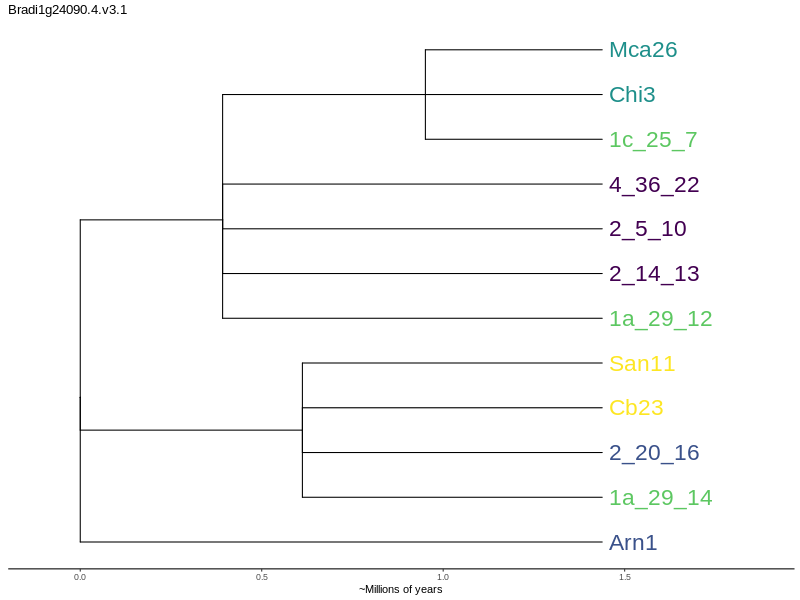 Bradi1g24090.4.v3.1
Mca26
Chi3
1c_25_7
4_36_22
2_5_10
2_14_13
1a_29_12
San11
Cb23
2_20_16
1a_29_14
Arn1
0.0 0.5 1.0 1.5
~Millions of years